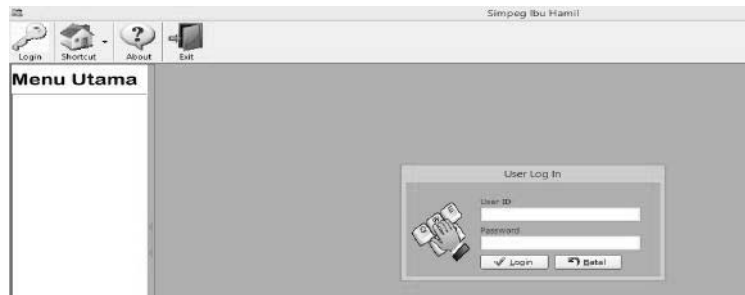 Simpeg Ibu Hamil
Login Shortcut About Exit
Menu Utama
User Log In
User ID
Password
Login Batal